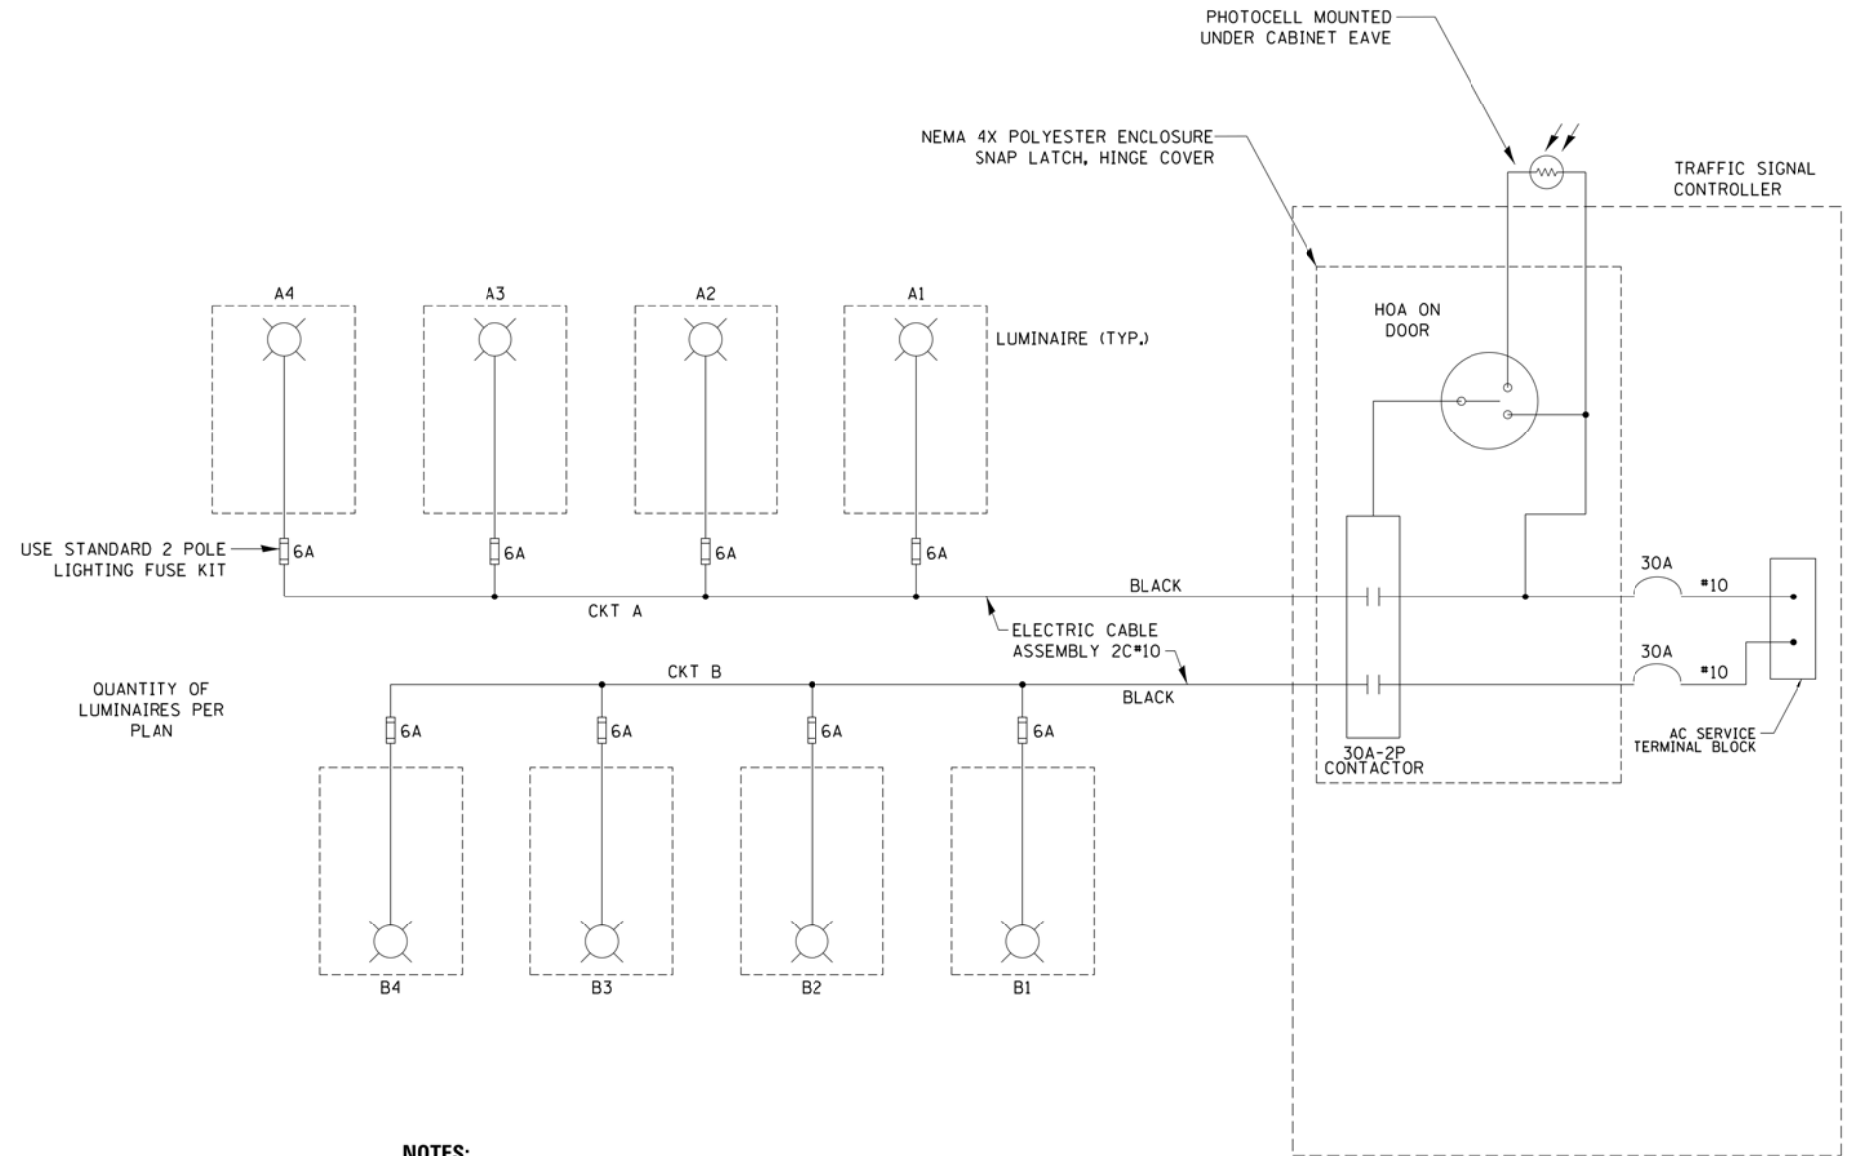 PHOTOCELL MOUNTED
UNDER CABINET EAVE
NEMA 4X POLYESTER ENCLOSURE
SNAP LATCH, HINGE COVER
TRAFFIC SIGNAL
CONTROLLER
HOA ON
DOOR
A4
A3
A2
A1
LUMINAIRE (TYP.)
USE STANDARD 2 POLE
LIGHTING FUSE KIT
6A
6A
6A
6A
CKT A
BLACK
30A
#10
ELECTRIC CABLE
ASSEMBLY 2C#10
CKT B
BLACK
30A
#10
QUANTITY OF
LUMINAIRES PER
PLAN
6A
6A
6A
6A
AC SERVICE
TERMINAL BLOCK
30A-2P
CONTACTOR
B4
B3
B2
B1
NOTES: